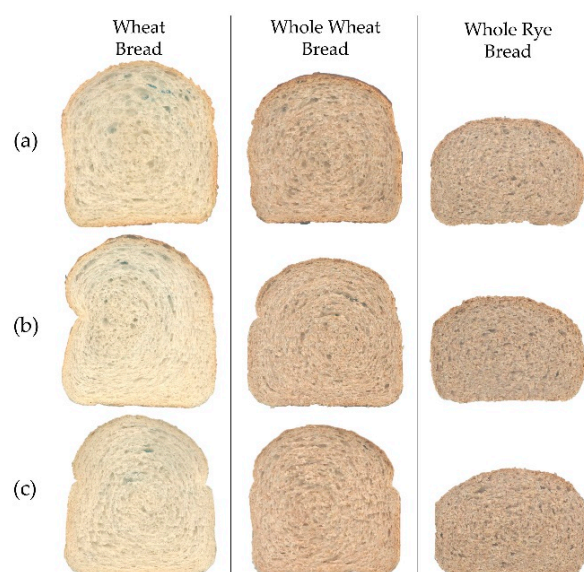 Wheat
Bread
Whole Wheat
Bread
Whole Rye
Bread
(a)
(b)
(c)